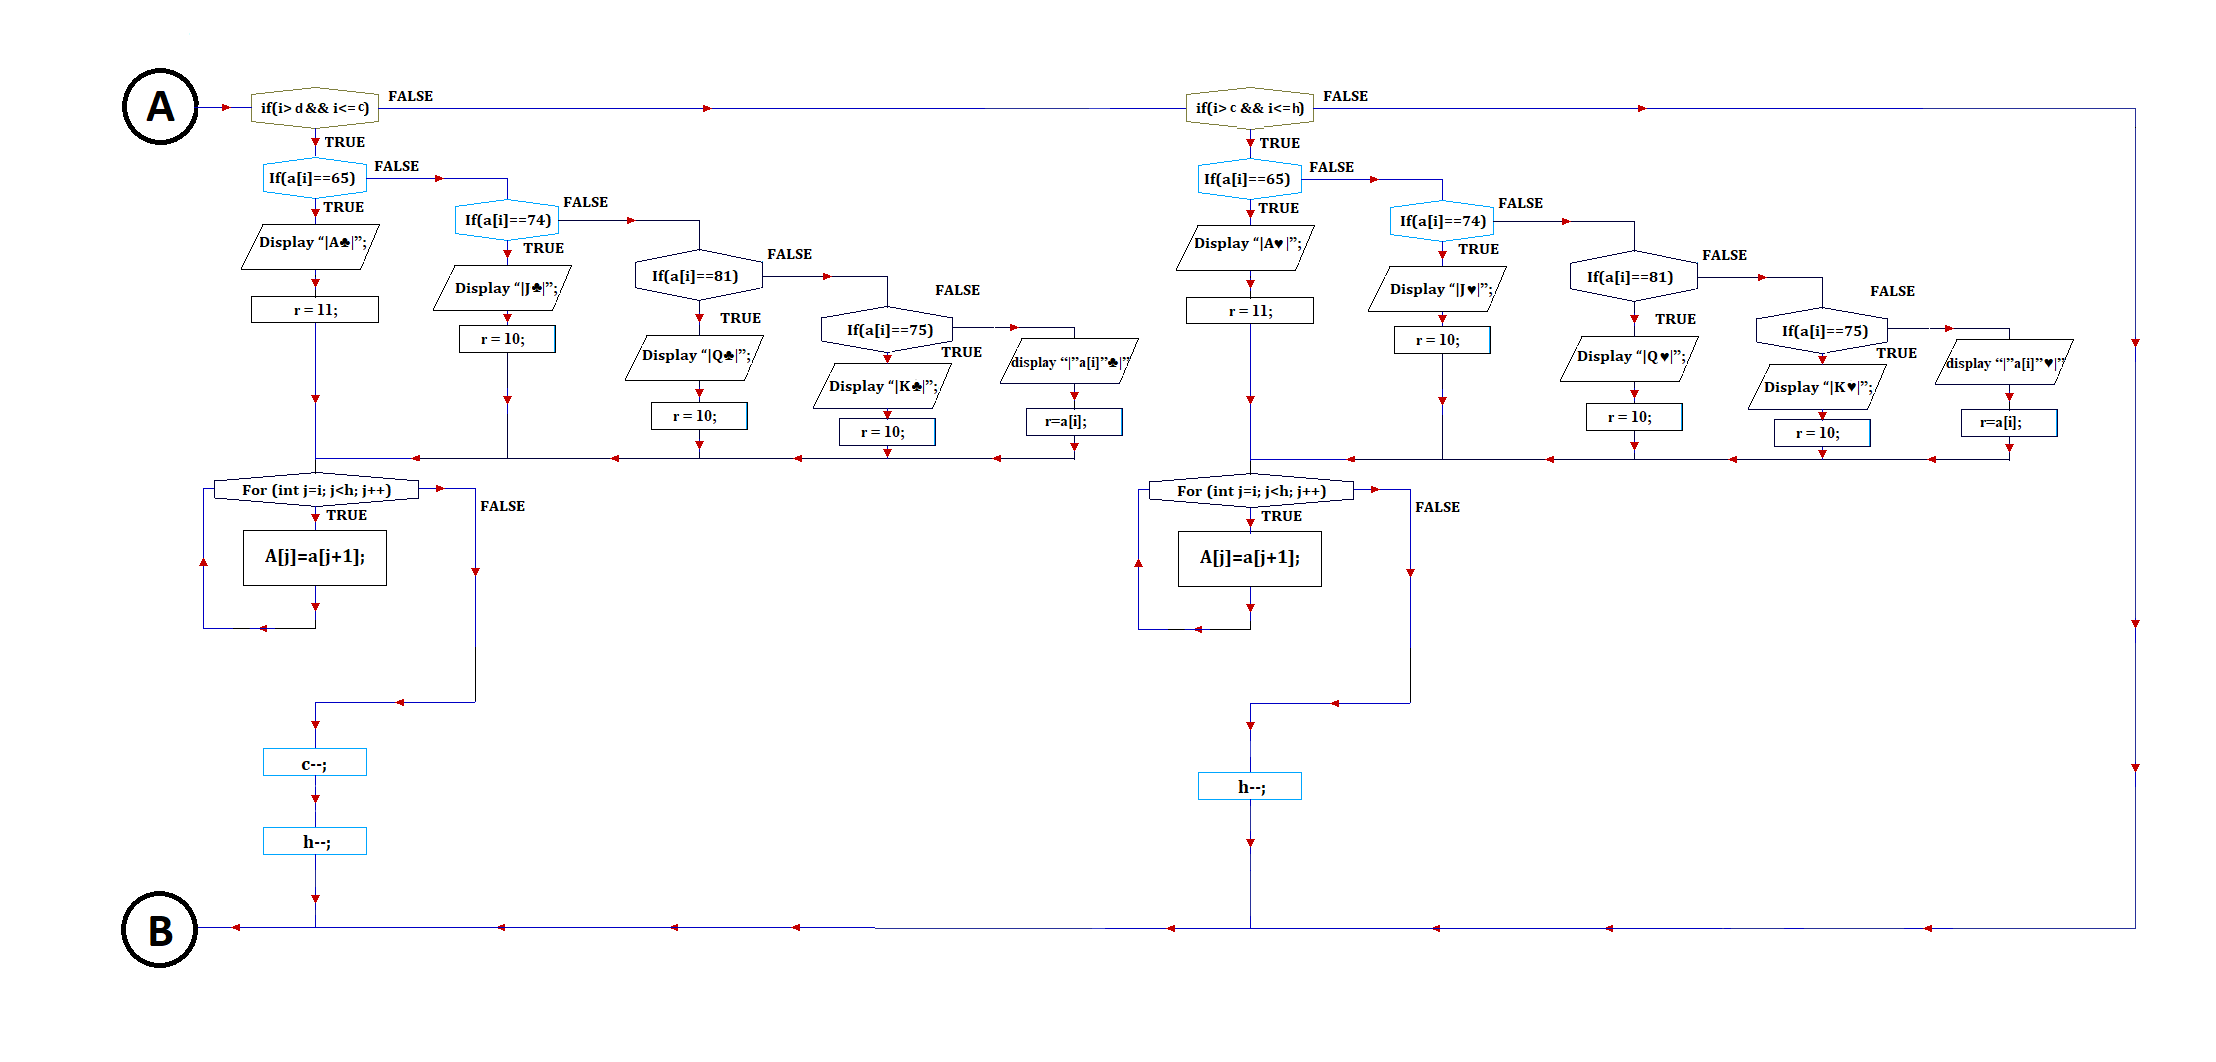 A
if(i> d && i<= c)
FALSE
TRUE
If(a[i]==65)
FALSE
TRUE
Display “|A♣|”;
r = 11;
If(a[i]==74)
FALSE
TRUE
Display “|J♣|”;
r = 10;
If(a[i]==81)
FALSE
TRUE
Display “|Q♣|”;
r = 10;
If(a[i]==75)
FALSE
TRUE
Display “|K♣|”;
r = 10;
display “|”a[i]”♣|”
r=a[i];
For (int j=i; j<h; j++)
TRUE
FALSE
A[j]=a[j+1];
c--;
h--;
if(i> c && i<=h)
FALSE
TRUE
If(a[i]==65)
FALSE
TRUE
Display “|A♥|”;
r = 11;
If(a[i]==74)
FALSE
TRUE
Display “|J♥|”;
r = 10;
If(a[i]==81)
FALSE
TRUE
Display “|Q♥|”;
r = 10;
If(a[i]==75)
FALSE
TRUE
Display “|K♥|”;
r = 10;
display “|”a[i]”♥|”
r=a[i];
For (int j=i; j<h; j++)
TRUE
FALSE
A[j]=a[j+1];
h--;
B